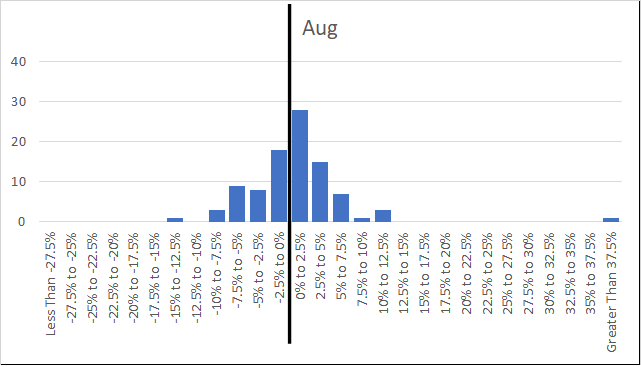 Aug
40
30
20
10
0
Less Than -27.5%
-27.5% to -25%
-25% to -22.5%
-22.5% to -20%
-20% to -17.5%
-17.5% to -15%
-15% to -12.5%
-12.5% to -10%
-10% to -7.5%
-7.5% to -5%
-5% to -2.5%
-2.5% to 0%
0% to 2.5%
2.5% to 5%
5% to 7.5%
7.5% to 10%
10% to 12.5%
12.5% to 15%
15% to 17.5%
17.5% to 20%
20% to 22.5%
22.5% to 25%
25% to 27.5%
27.5% to 30%
30% to 32.5%
32.5% to 35%
35% to 37.5%
Greater Than 37.5%